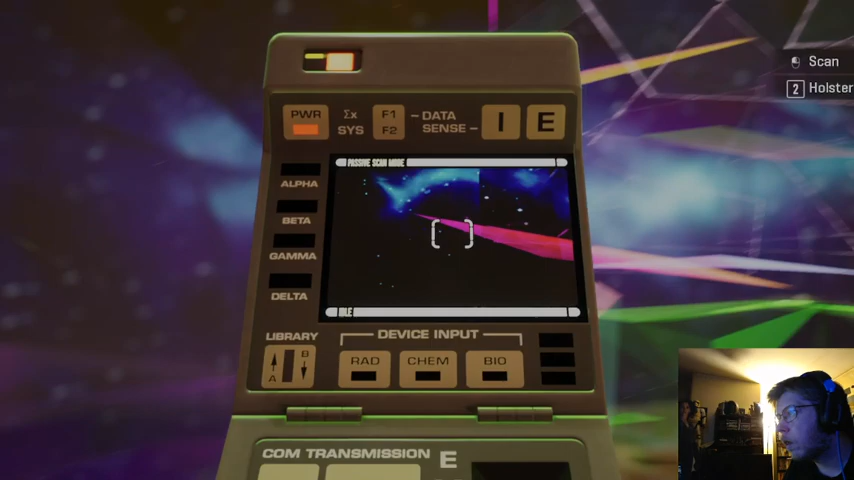 Scan
2 Holster
PWR
Σx
SYS
F1
F2
DATA
SENSE
I
E
PASSIVE SCAN MODE
ALPHA
BETA
GAMMA
DELTA
IDLE
LIBRARY
A
B
DEVICE INPUT
RAD
CHEM
BIO
COM TRANSMISSION
E